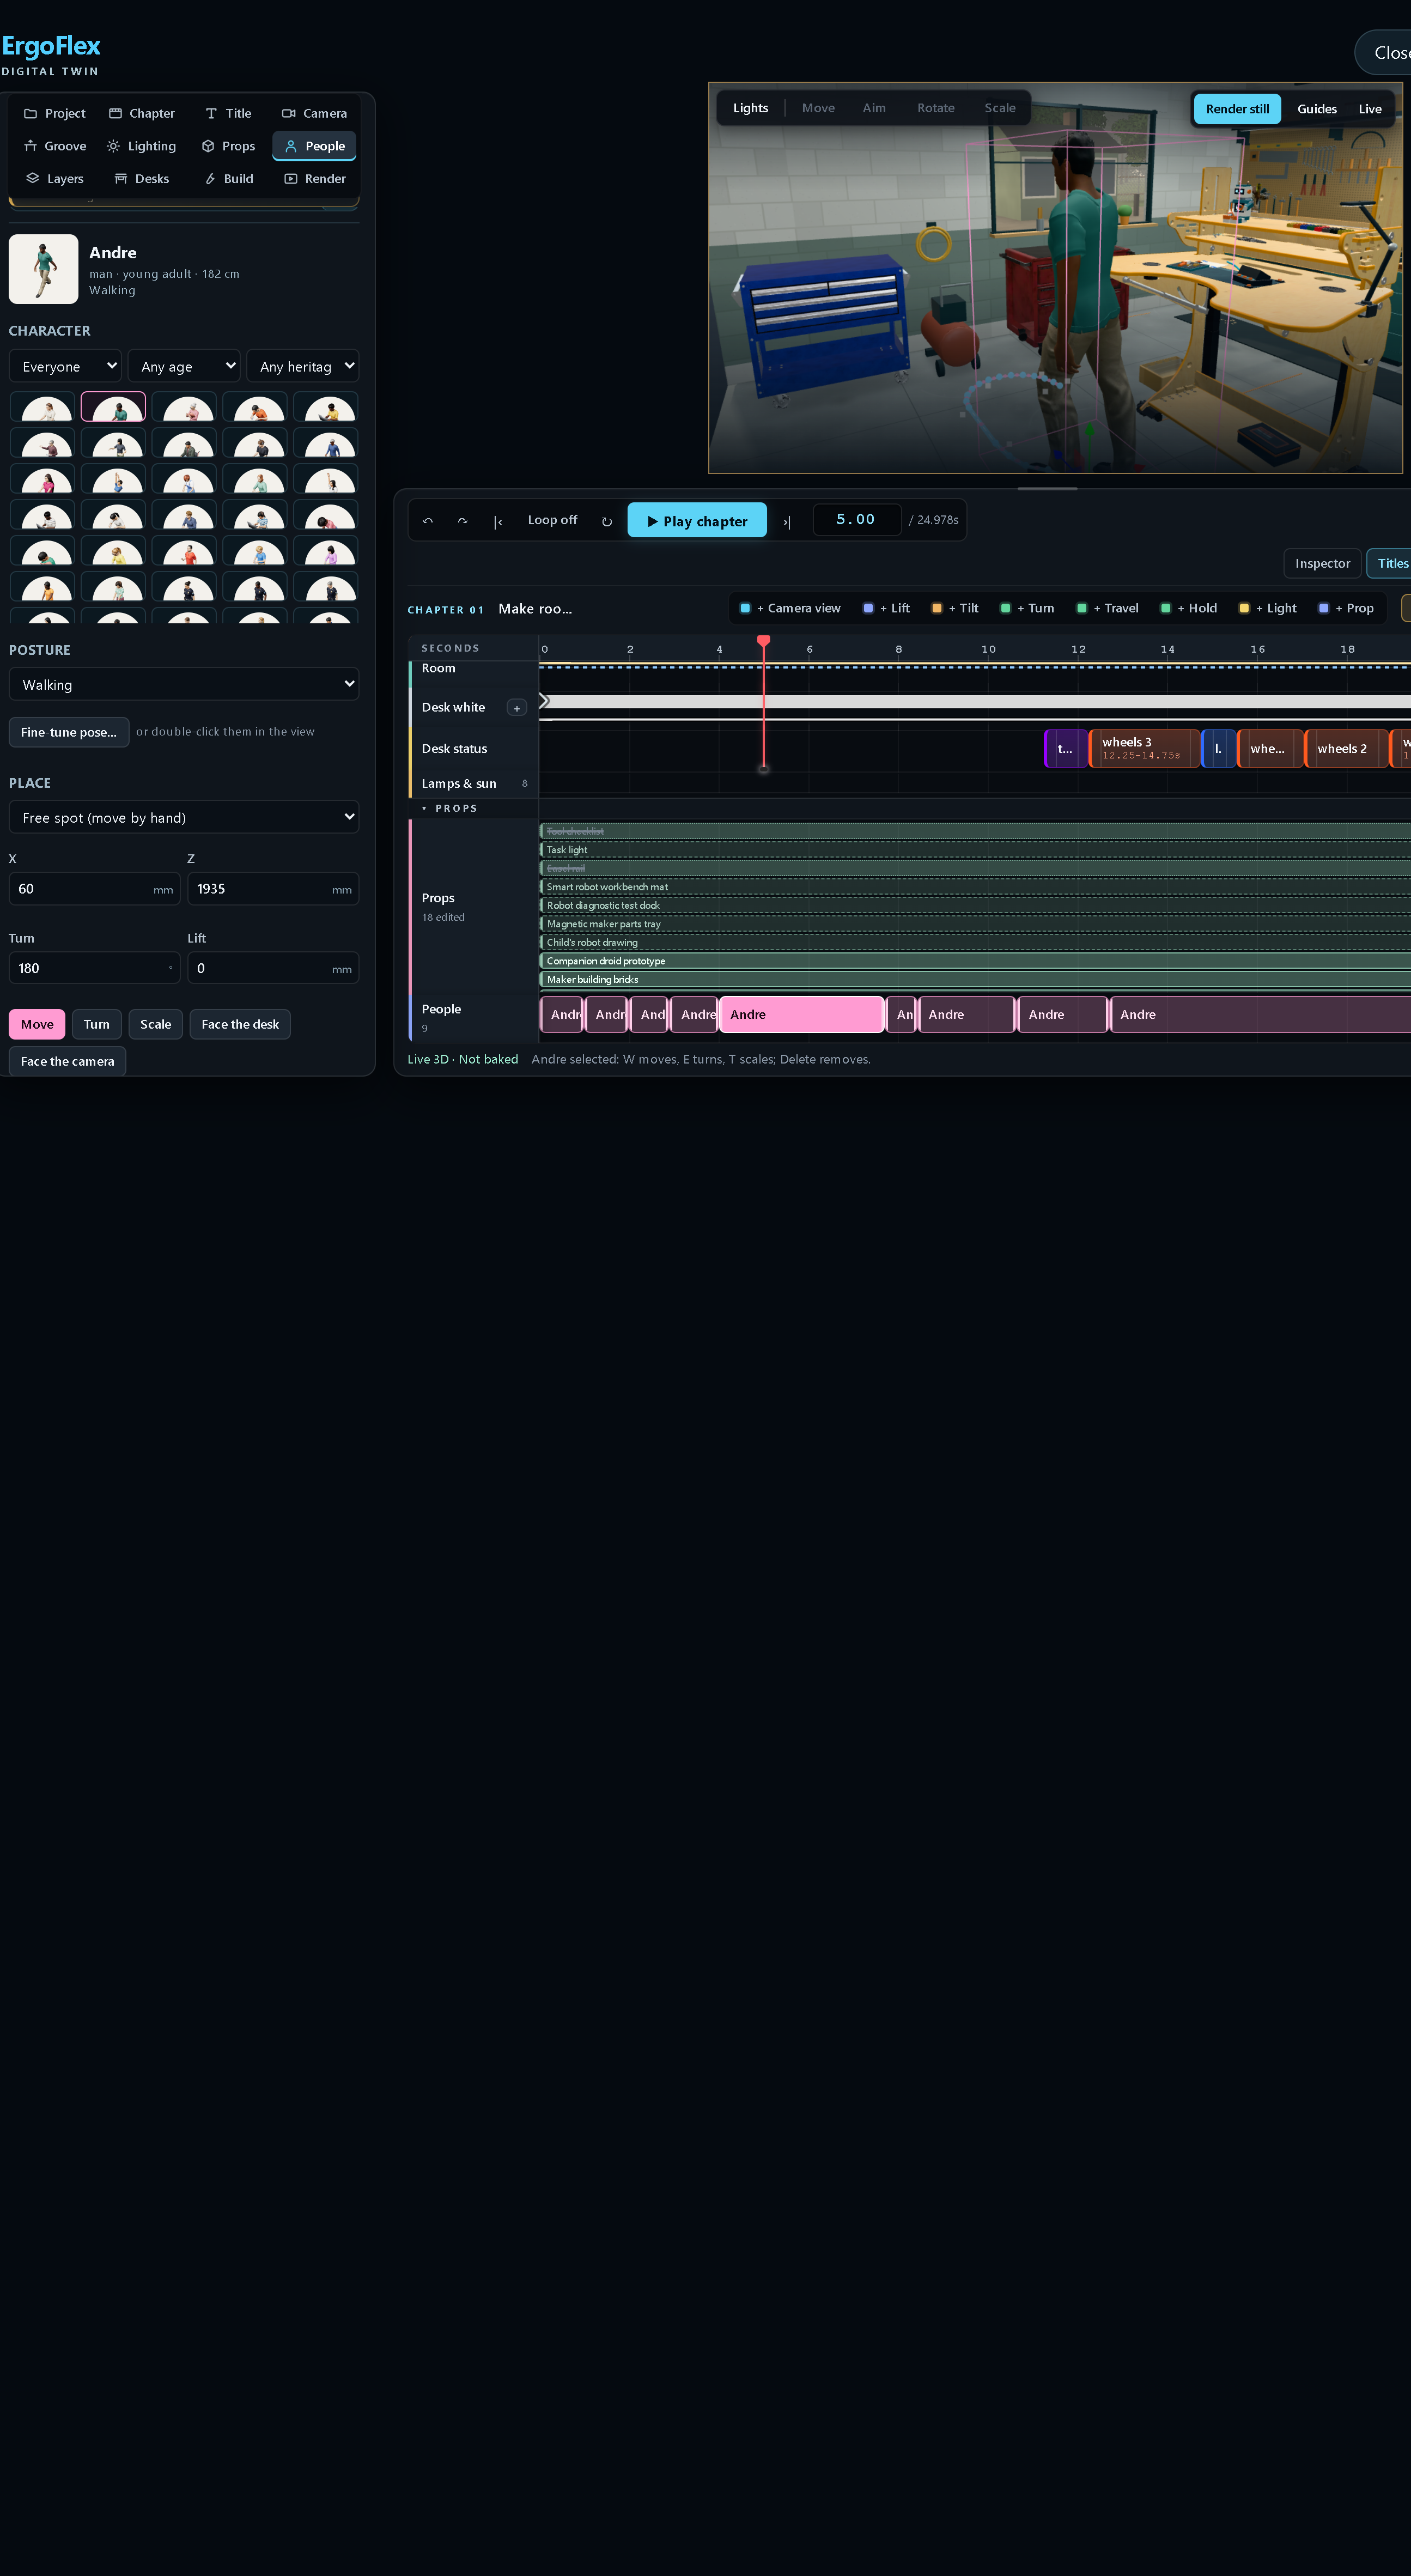 ErgoFlex
DIGITAL TWIN
Project Chapter Title Camera
Groove Lighting Props People
Layers Desks Build Render
Andre
man · young adult · 182 cm
Walking
CHARACTER
Everyone Any age Any heritag
POSTURE
Walking
Fine-tune pose... or double-click them in the view
PLACE
Free spot (move by hand)
X Z
60 mm 1935 mm
Turn Lift
180 ° 0 mm
Move Turn Scale Face the desk
Face the camera
Close
Lights Move Aim Rotate Scale
Render still Guides Live
Loop off ▶ Play chapter 5.00 / 24.978s
Inspector Titles
CHAPTER 01 Make roo...
+ Camera view + Lift + Tilt + Turn + Travel + Hold + Light + Prop
SECONDS 0 2 4 6 8 10 12 14 16 18
Room
Desk white +
Desk status t... wheels 3 l. whe... wheels 2
12.25–14.75s
Lamps & sun 8
▾ PROPS
Tool checklist
Task light
Easel rail
Smart robot workbench mat
Robot diagnostic test dock
Props
18 edited
Magnetic maker parts tray
Child's robot drawing
Companion droid prototype
Maker building bricks
People
9
Andre Andr And Andre Andre An Andre Andre Andre
Live 3D · Not baked Andre selected: W moves, E turns, T scales; Delete removes.